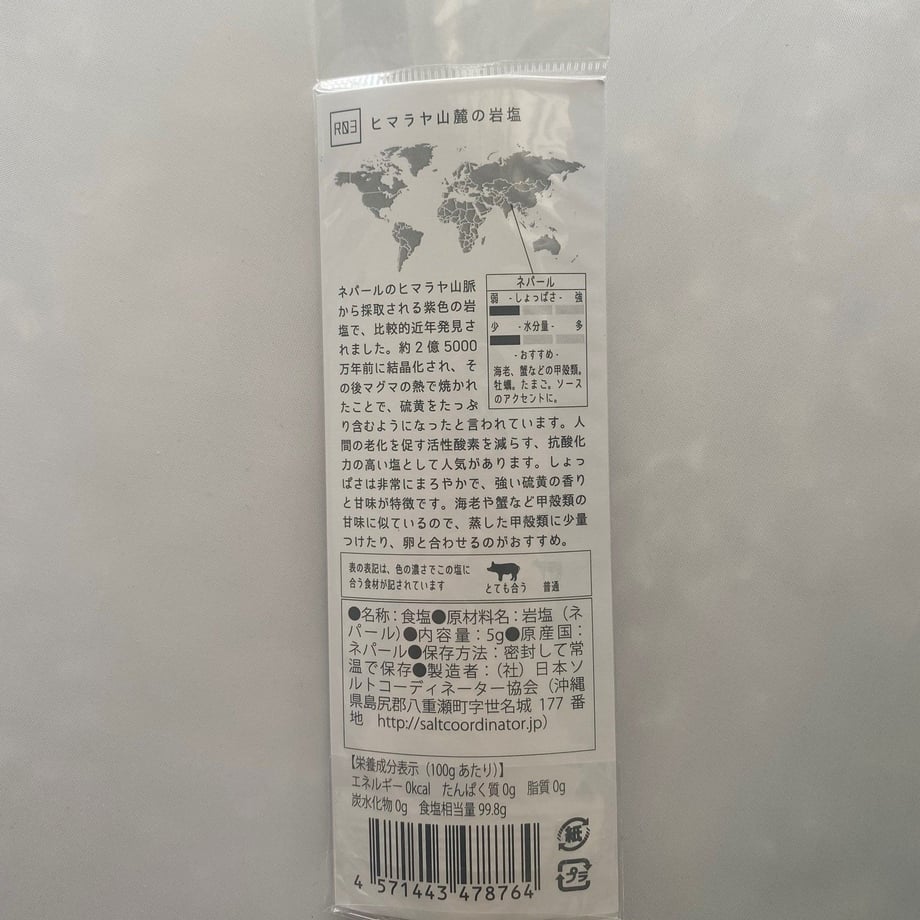 R03 ヒマラヤ山麓の岩塩
ネパール
弱 -しょっぱさ- 強
少 -水分量- 多
-おすすめ-
海老、蟹などの甲殻類。
牡蠣。たまご。ソース
のアクセントに。
ネパールのヒマラヤ山脈
から採取される紫色の岩
塩で、比較的近年発見さ
れました。約2億5000
万年前に結晶化され、そ
の後マグマの熱で焼かれ
たことで、硫黄をたっぷ
り含むようになったと言われています。人
間の老化を促す活性酸素を減らす、抗酸化
力の高い塩として人気があります。しょっ
ぱさは非常にまろやかで、強い硫黄の香り
と甘味が特徴です。海老や蟹など甲殻類の
甘味に似ているので、蒸した甲殻類に少量
つけたり、卵と合わせるのがおすすめ。
表の表記は、色の濃さでこの塩に
合う食材が記されています
とても合う 普通
●名称：食塩●原材料名：岩塩（ネ
パール）●内容量：5g●原産国：
ネパール●保存方法：密封して常
温で保存●製造者：（社）日本ソ
ルトコーディネーター協会（沖縄
県島尻郡八重瀬町字世名城 177 番
地 http://saltcoordinator.jp）
【栄養成分表示（100gあたり）】
エネルギー 0kcal たんぱく質 0g 脂質 0g
炭水化物 0g 食塩相当量 99.8g
紙
プラ
4 571443 478764